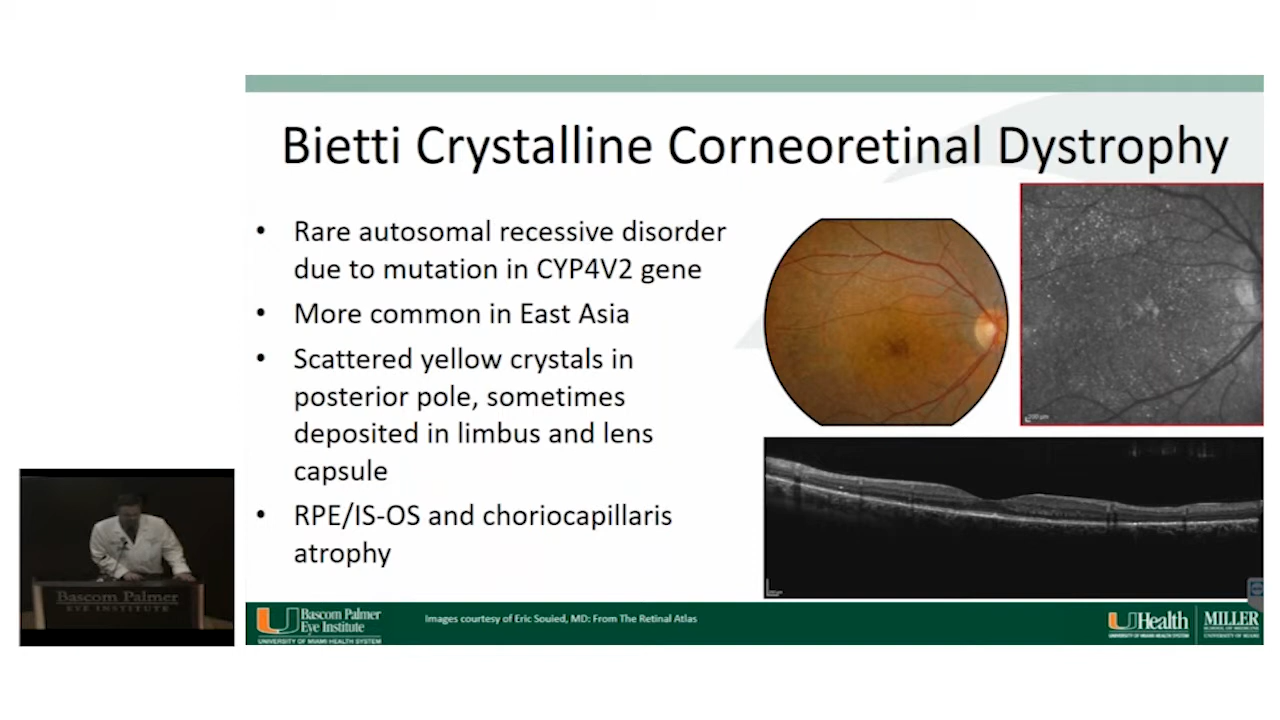 Bietti Crystalline Corneoretinal Dystrophy
• Rare autosomal recessive disorder
due to mutation in CYP4V2 gene
• More common in East Asia
• Scattered yellow crystals in
posterior pole, sometimes
deposited in limbus and lens
capsule
• RPE/IS-OS and choriocapillaris
atrophy
200 µm
Bascom Palmer
EYE INSTITUTE
Bascom Palmer
Eye Institute
UNIVERSITY OF MIAMI HEALTH SYSTEM
Images courtesy of Eric Souied, MD: From The Retinal Atlas
UHealth
UNIVERSITY OF MIAMI HEALTH SYSTEM
MILLER
SCHOOL OF MEDICINE
UNIVERSITY OF MIAMI